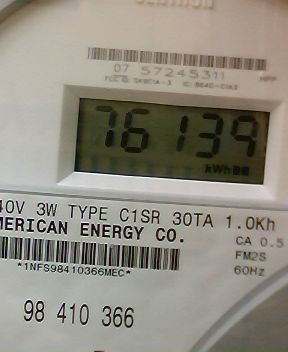 07 57245311
76139
kWh
40V 3W TYPE C1SR 30TA 1.0Kh
MERICAN ENERGY CO.
CA 0.5
FM2S
*1NFS98410366MEC*
60Hz
98 410 366